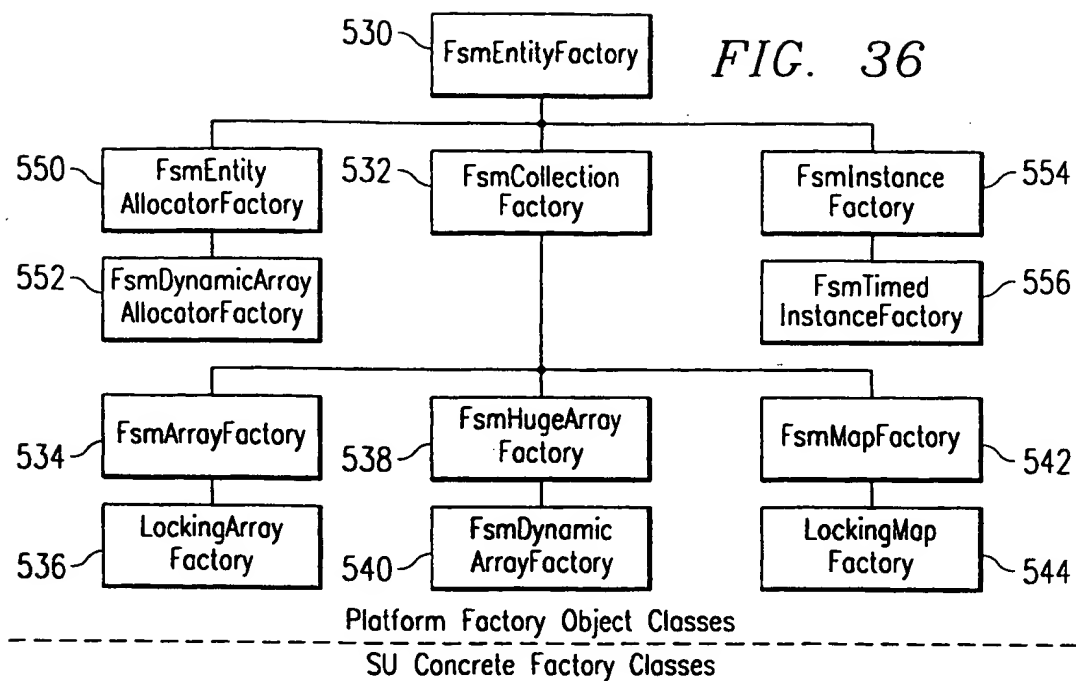 530
FsmEntityFactory
FIG. 36
550
FsmEntity
AllocatorFactory
532
FsmCollection
Factory
FsmInstance
Factory
554
552
FsmDynamicArray
AllocatorFactory
FsmTimed
InstanceFactory
556
534
FsmArrayFactory
538
FsmHugeArray
Factory
FsmMapFactory
542
536
LockingArray
Factory
540
FsmDynamic
ArrayFactory
LockingMap
Factory
544
Platform Factory Object Classes
SU Concrete Factory Classes